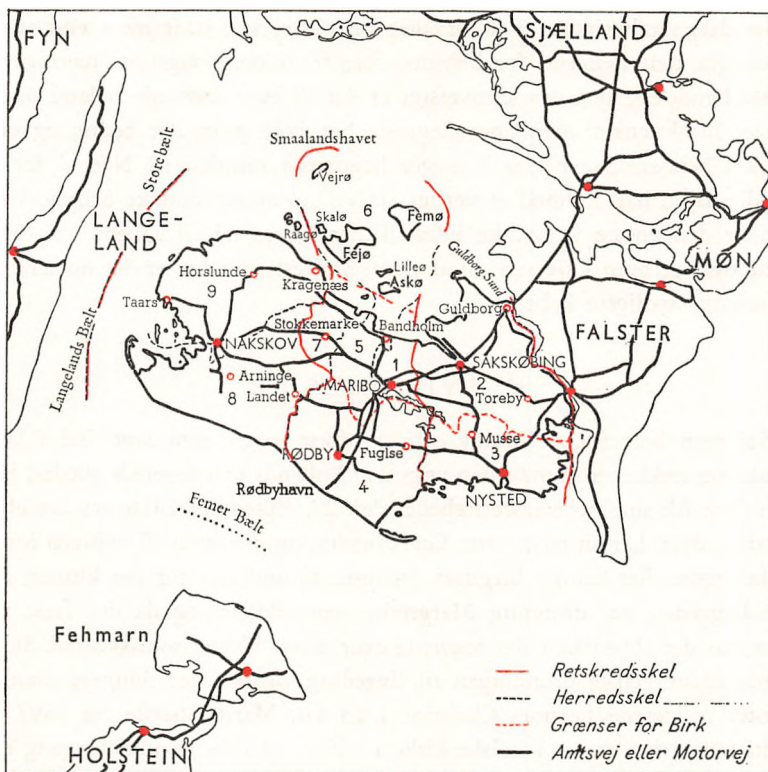 FYN
SJÆLLAND
Storebælt
Smaalandshavet
Vejrø
LANGE-
LAND
Skalø
6
Femø
Raagø
Fejø
MØN
Lilleø
Askø
Guldborg Sund
Horslunde
9
Kragenæs
Taars
Guldborg
Langelands Bælt
Stokkemarke
Bandholm
FALSTER
NAKSKOV
7
5
1
SAKSKØBING
Arninge
MARIBO
2
8
Landet
Toreby
Musse
RØDBY
Fuglse
3
4
Rødbyhavn
NYSTED
Femer Bælt
Fehmarn
HOLSTEIN
Retskredsskel
Herredsskel
Grænser for Birk
Amtsvej eller Motorvej